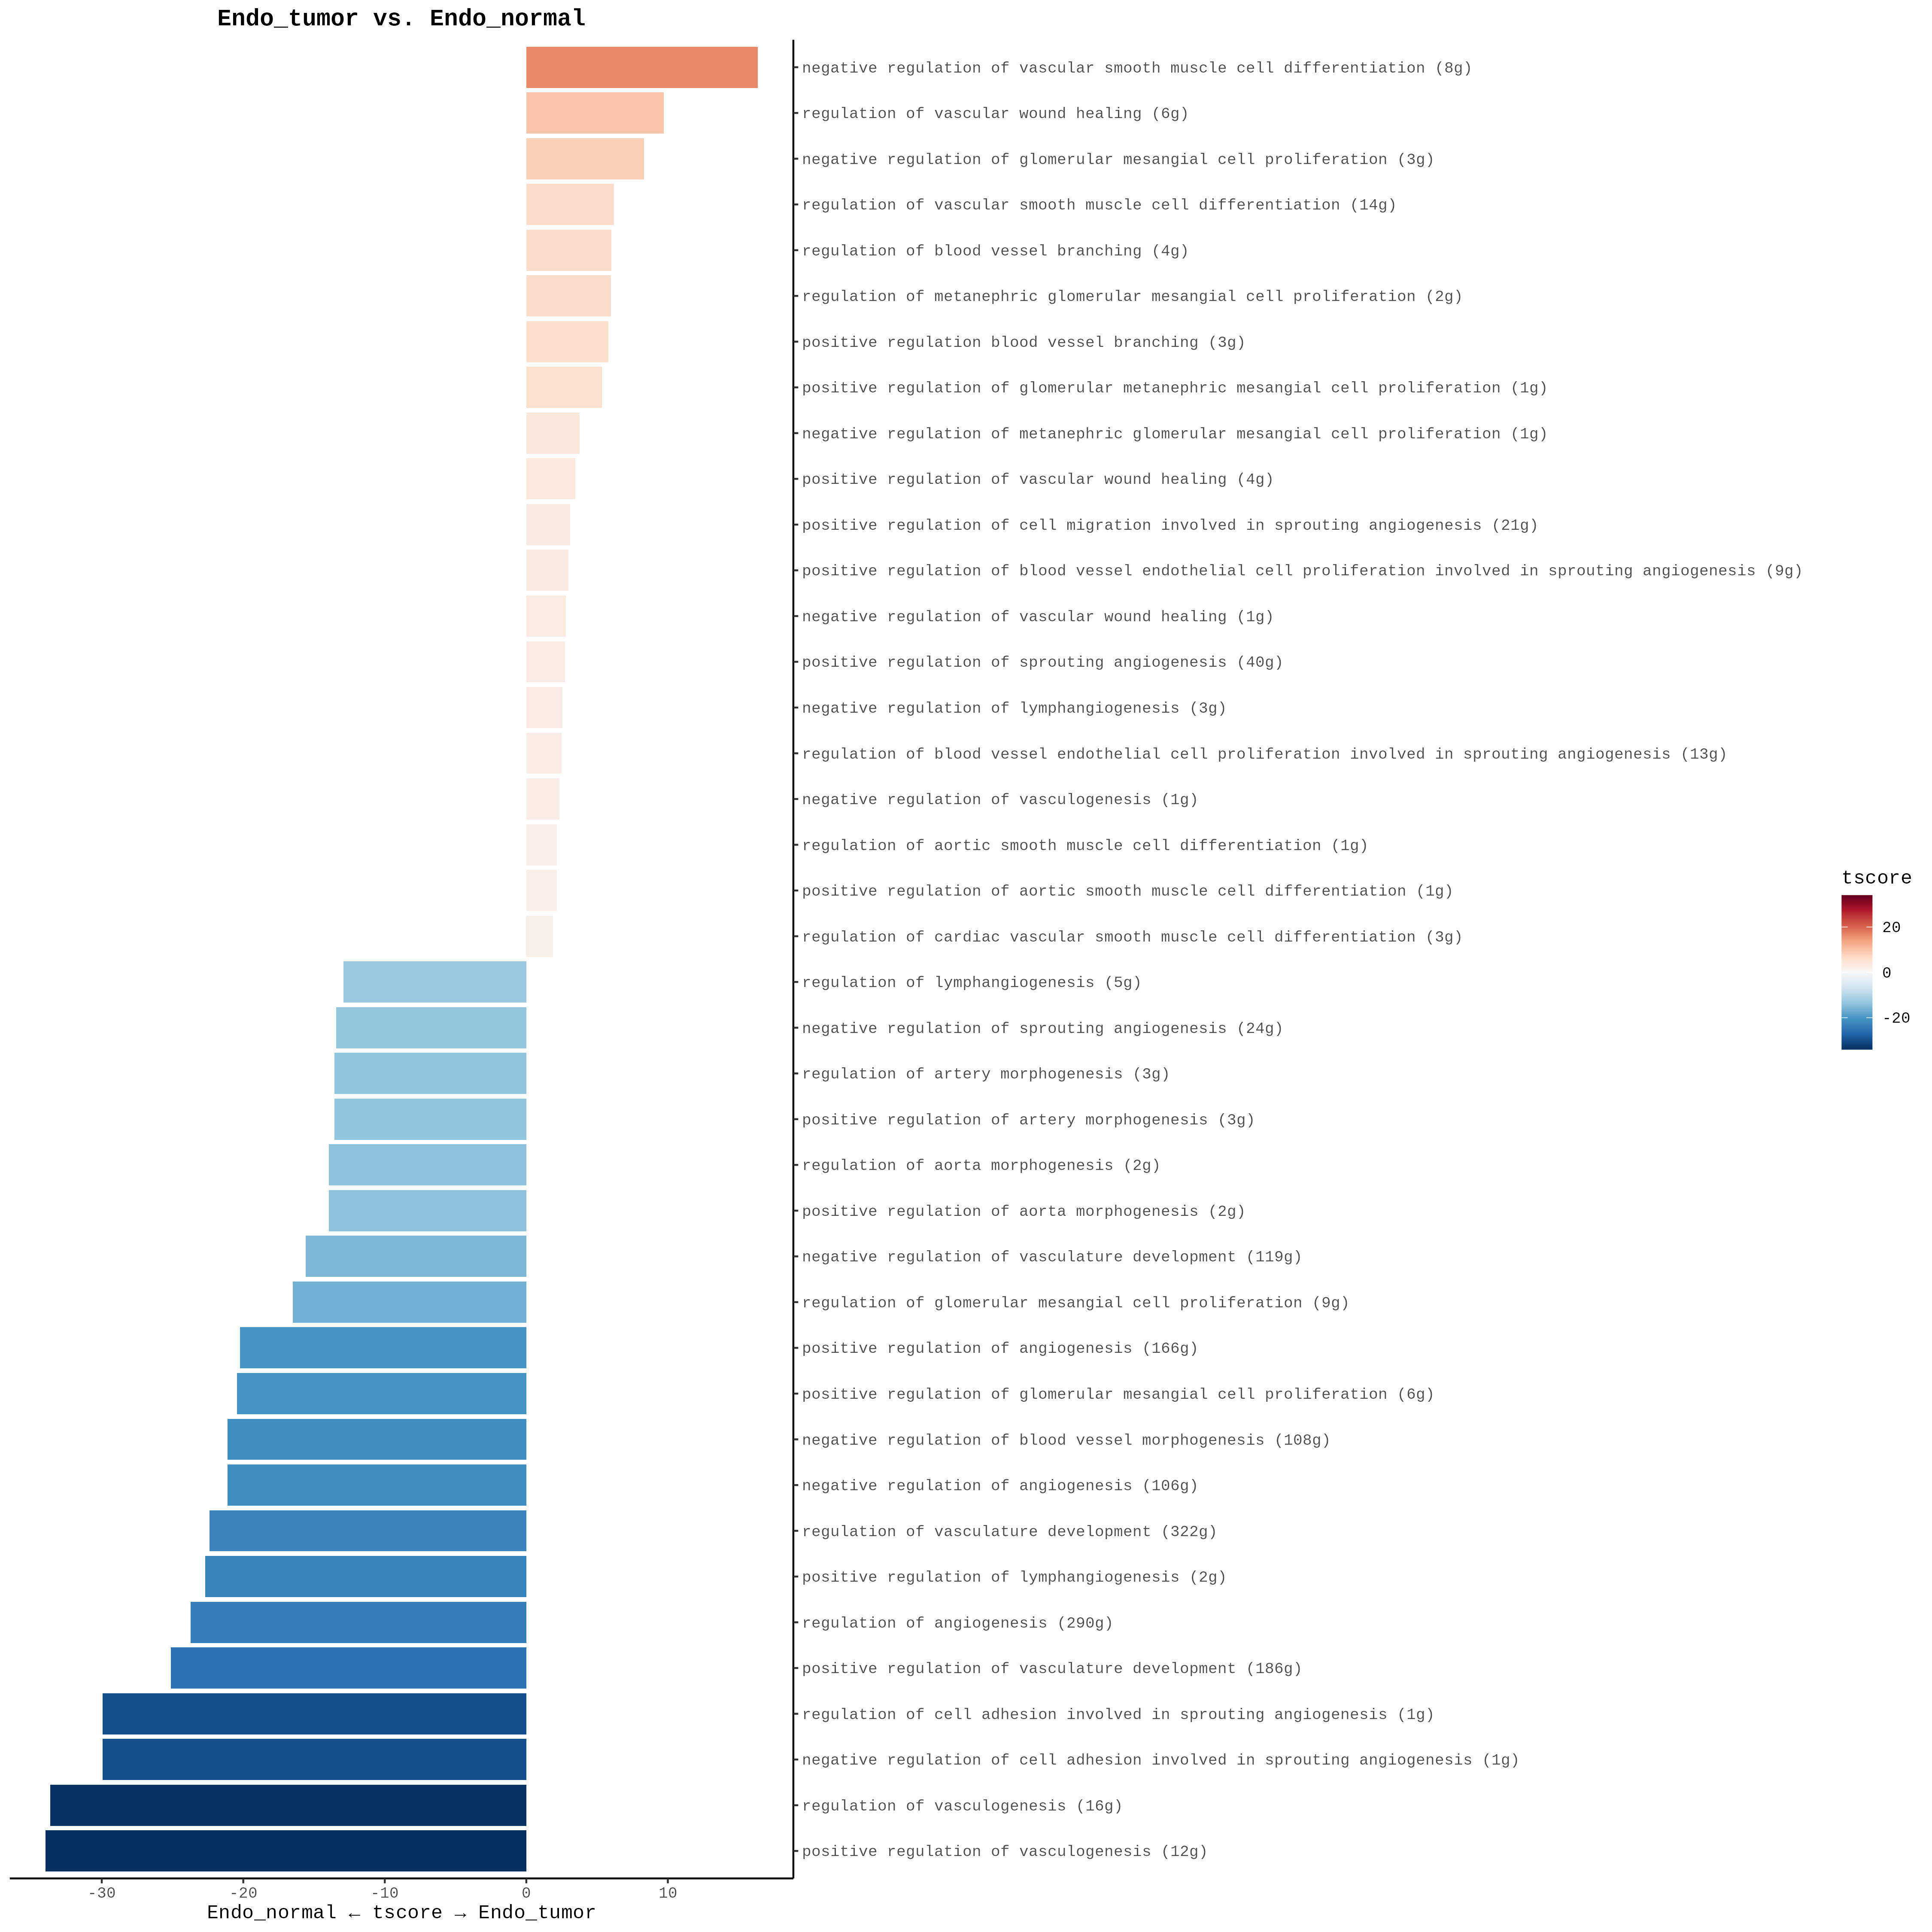 Endo_tumor vs. Endo_normal
negative regulation of vascular smooth muscle cell differentiation (8g)
regulation of vascular wound healing (6g)
negative regulation of glomerular mesangial cell proliferation (3g)
regulation of vascular smooth muscle cell differentiation (14g)
regulation of blood vessel branching (4g)
regulation of metanephric glomerular mesangial cell proliferation (2g)
positive regulation blood vessel branching (3g)
positive regulation of glomerular metanephric mesangial cell proliferation (1g)
negative regulation of metanephric glomerular mesangial cell proliferation (1g)
positive regulation of vascular wound healing (4g)
positive regulation of cell migration involved in sprouting angiogenesis (21g)
positive regulation of blood vessel endothelial cell proliferation involved in sprouting angiogenesis (9g)
negative regulation of vascular wound healing (1g)
positive regulation of sprouting angiogenesis (40g)
negative regulation of lymphangiogenesis (3g)
regulation of blood vessel endothelial cell proliferation involved in sprouting angiogenesis (13g)
negative regulation of vasculogenesis (1g)
regulation of aortic smooth muscle cell differentiation (1g)
positive regulation of aortic smooth muscle cell differentiation (1g)
regulation of cardiac vascular smooth muscle cell differentiation (3g)
regulation of lymphangiogenesis (5g)
negative regulation of sprouting angiogenesis (24g)
regulation of artery morphogenesis (3g)
positive regulation of artery morphogenesis (3g)
regulation of aorta morphogenesis (2g)
positive regulation of aorta morphogenesis (2g)
negative regulation of vasculature development (119g)
regulation of glomerular mesangial cell proliferation (9g)
positive regulation of angiogenesis (166g)
positive regulation of glomerular mesangial cell proliferation (6g)
negative regulation of blood vessel morphogenesis (108g)
negative regulation of angiogenesis (106g)
regulation of vasculature development (322g)
positive regulation of lymphangiogenesis (2g)
regulation of angiogenesis (290g)
positive regulation of vasculature development (186g)
regulation of cell adhesion involved in sprouting angiogenesis (1g)
negative regulation of cell adhesion involved in sprouting angiogenesis (1g)
regulation of vasculogenesis (16g)
positive regulation of vasculogenesis (12g)
-30 -20 -10 0 10
Endo_normal ← tscore → Endo_tumor
tscore
20
0
-20